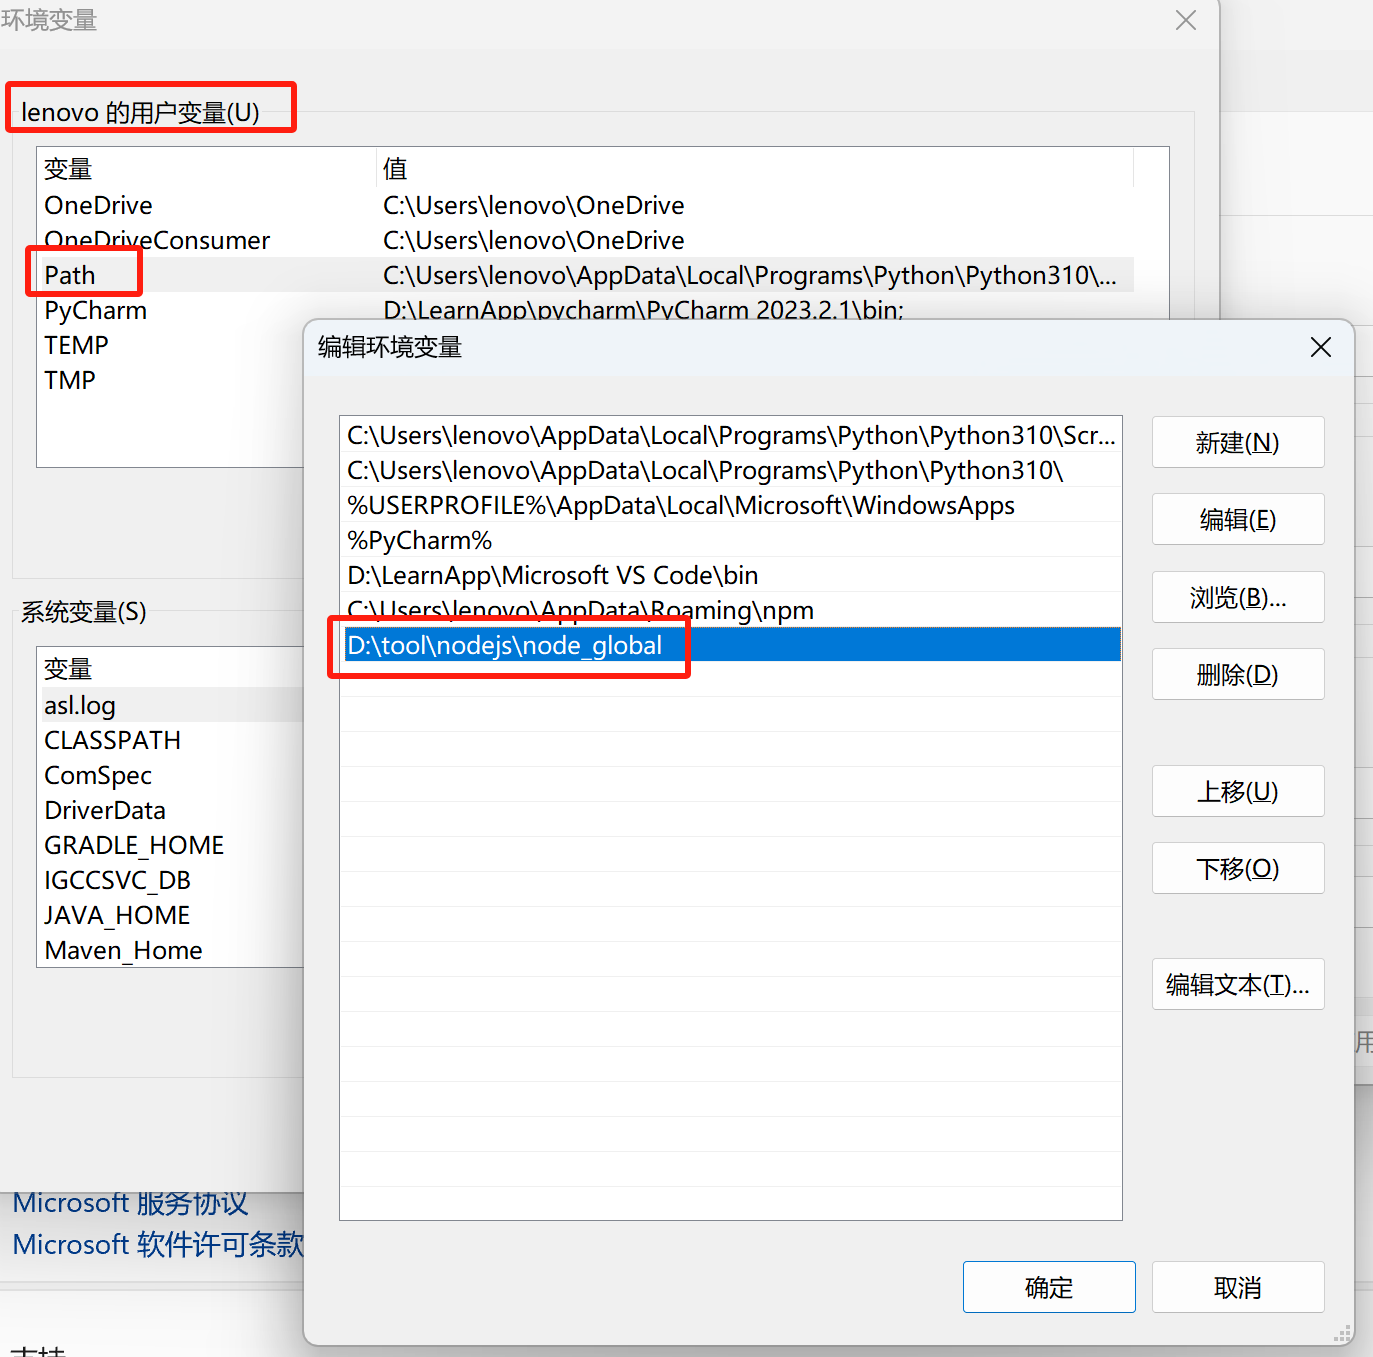 环境变量
lenovo 的用户变量(U)
变量 值
OneDrive C:\Users\lenovo\OneDrive
OneDriveConsumer C:\Users\lenovo\OneDrive
Path C:\Users\lenovo\AppData\Local\Programs\Python\Python310\...
PyCharm D:\LearnApp\pycharm\PyCharm 2023.2.1\bin;
TEMP
TMP
编辑环境变量
C:\Users\lenovo\AppData\Local\Programs\Python\Python310\Scr...
C:\Users\lenovo\AppData\Local\Programs\Python\Python310\
%USERPROFILE%\AppData\Local\Microsoft\WindowsApps
%PyCharm%
D:\LearnApp\Microsoft VS Code\bin
C:\Users\lenovo\AppData\Roaming\npm
D:\tool\nodejs\node_global
新建(N)
编辑(E)
浏览(B)...
删除(D)
上移(U)
下移(O)
编辑文本(T)...
确定
取消
系统变量(S)
变量
asl.log
CLASSPATH
ComSpec
DriverData
GRADLE_HOME
IGCCSVC_DB
JAVA_HOME
Maven_Home
用
Microsoft 服务协议
Microsoft 软件许可条款
支持